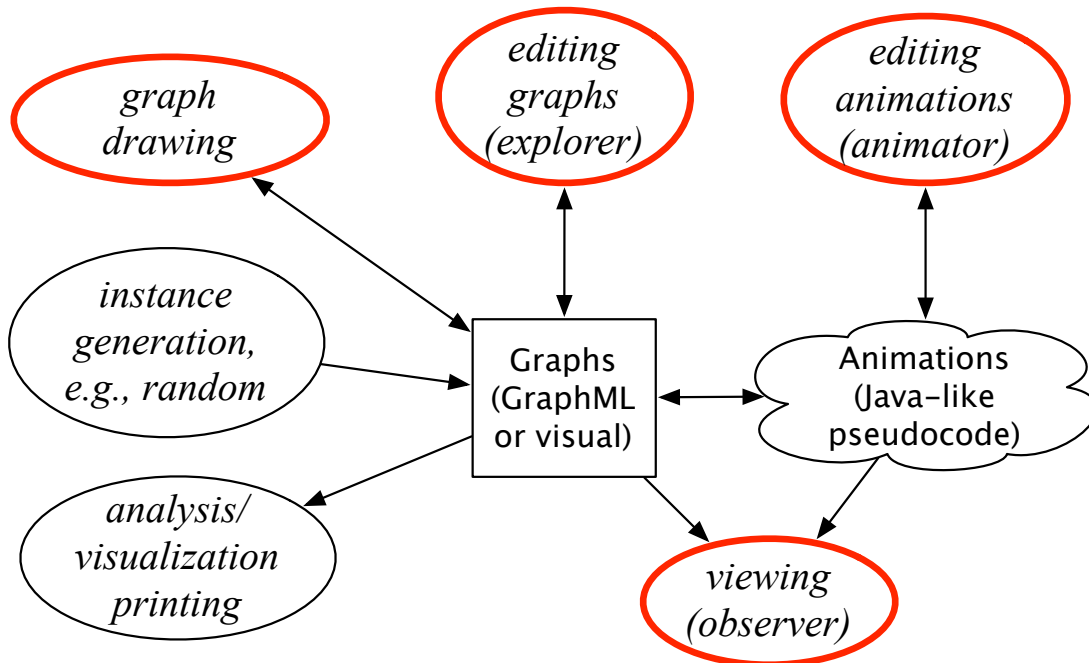 graph
drawing
editing
graphs
(explorer)
editing
animations
(animator)
instance
generation,
e.g., random
Graphs
(GraphML
or visual)
Animations
(Java-like
pseudocode)
analysis/
visualization
printing
viewing
(observer)